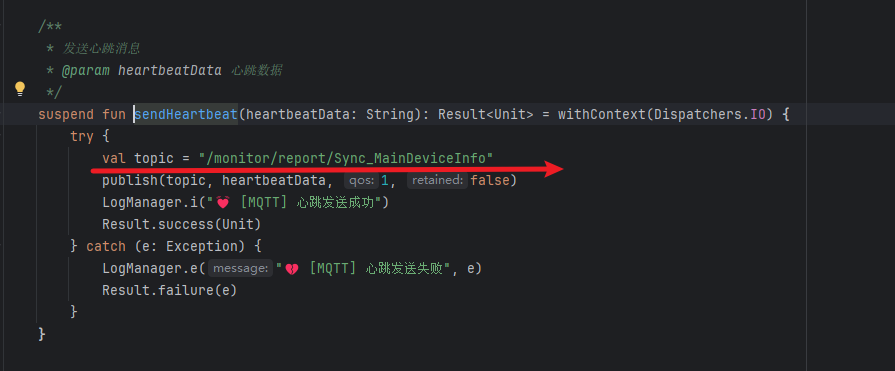 /**
 * 发送心跳消息
 * @param heartbeatData 心跳数据
 */
suspend fun sendHeartbeat(heartbeatData: String): Result<Unit> = withContext(Dispatchers.IO) {
    try {
        val topic = "/monitor/report/Sync_MainDeviceInfo"
        publish(topic, heartbeatData, qos: 1, retained: false)
        LogManager.i("💗 [MQTT] 心跳发送成功")
        Result.success(Unit)
    } catch (e: Exception) {
        LogManager.e( message: "💔 [MQTT] 心跳发送失败", e)
        Result.failure(e)
    }
}